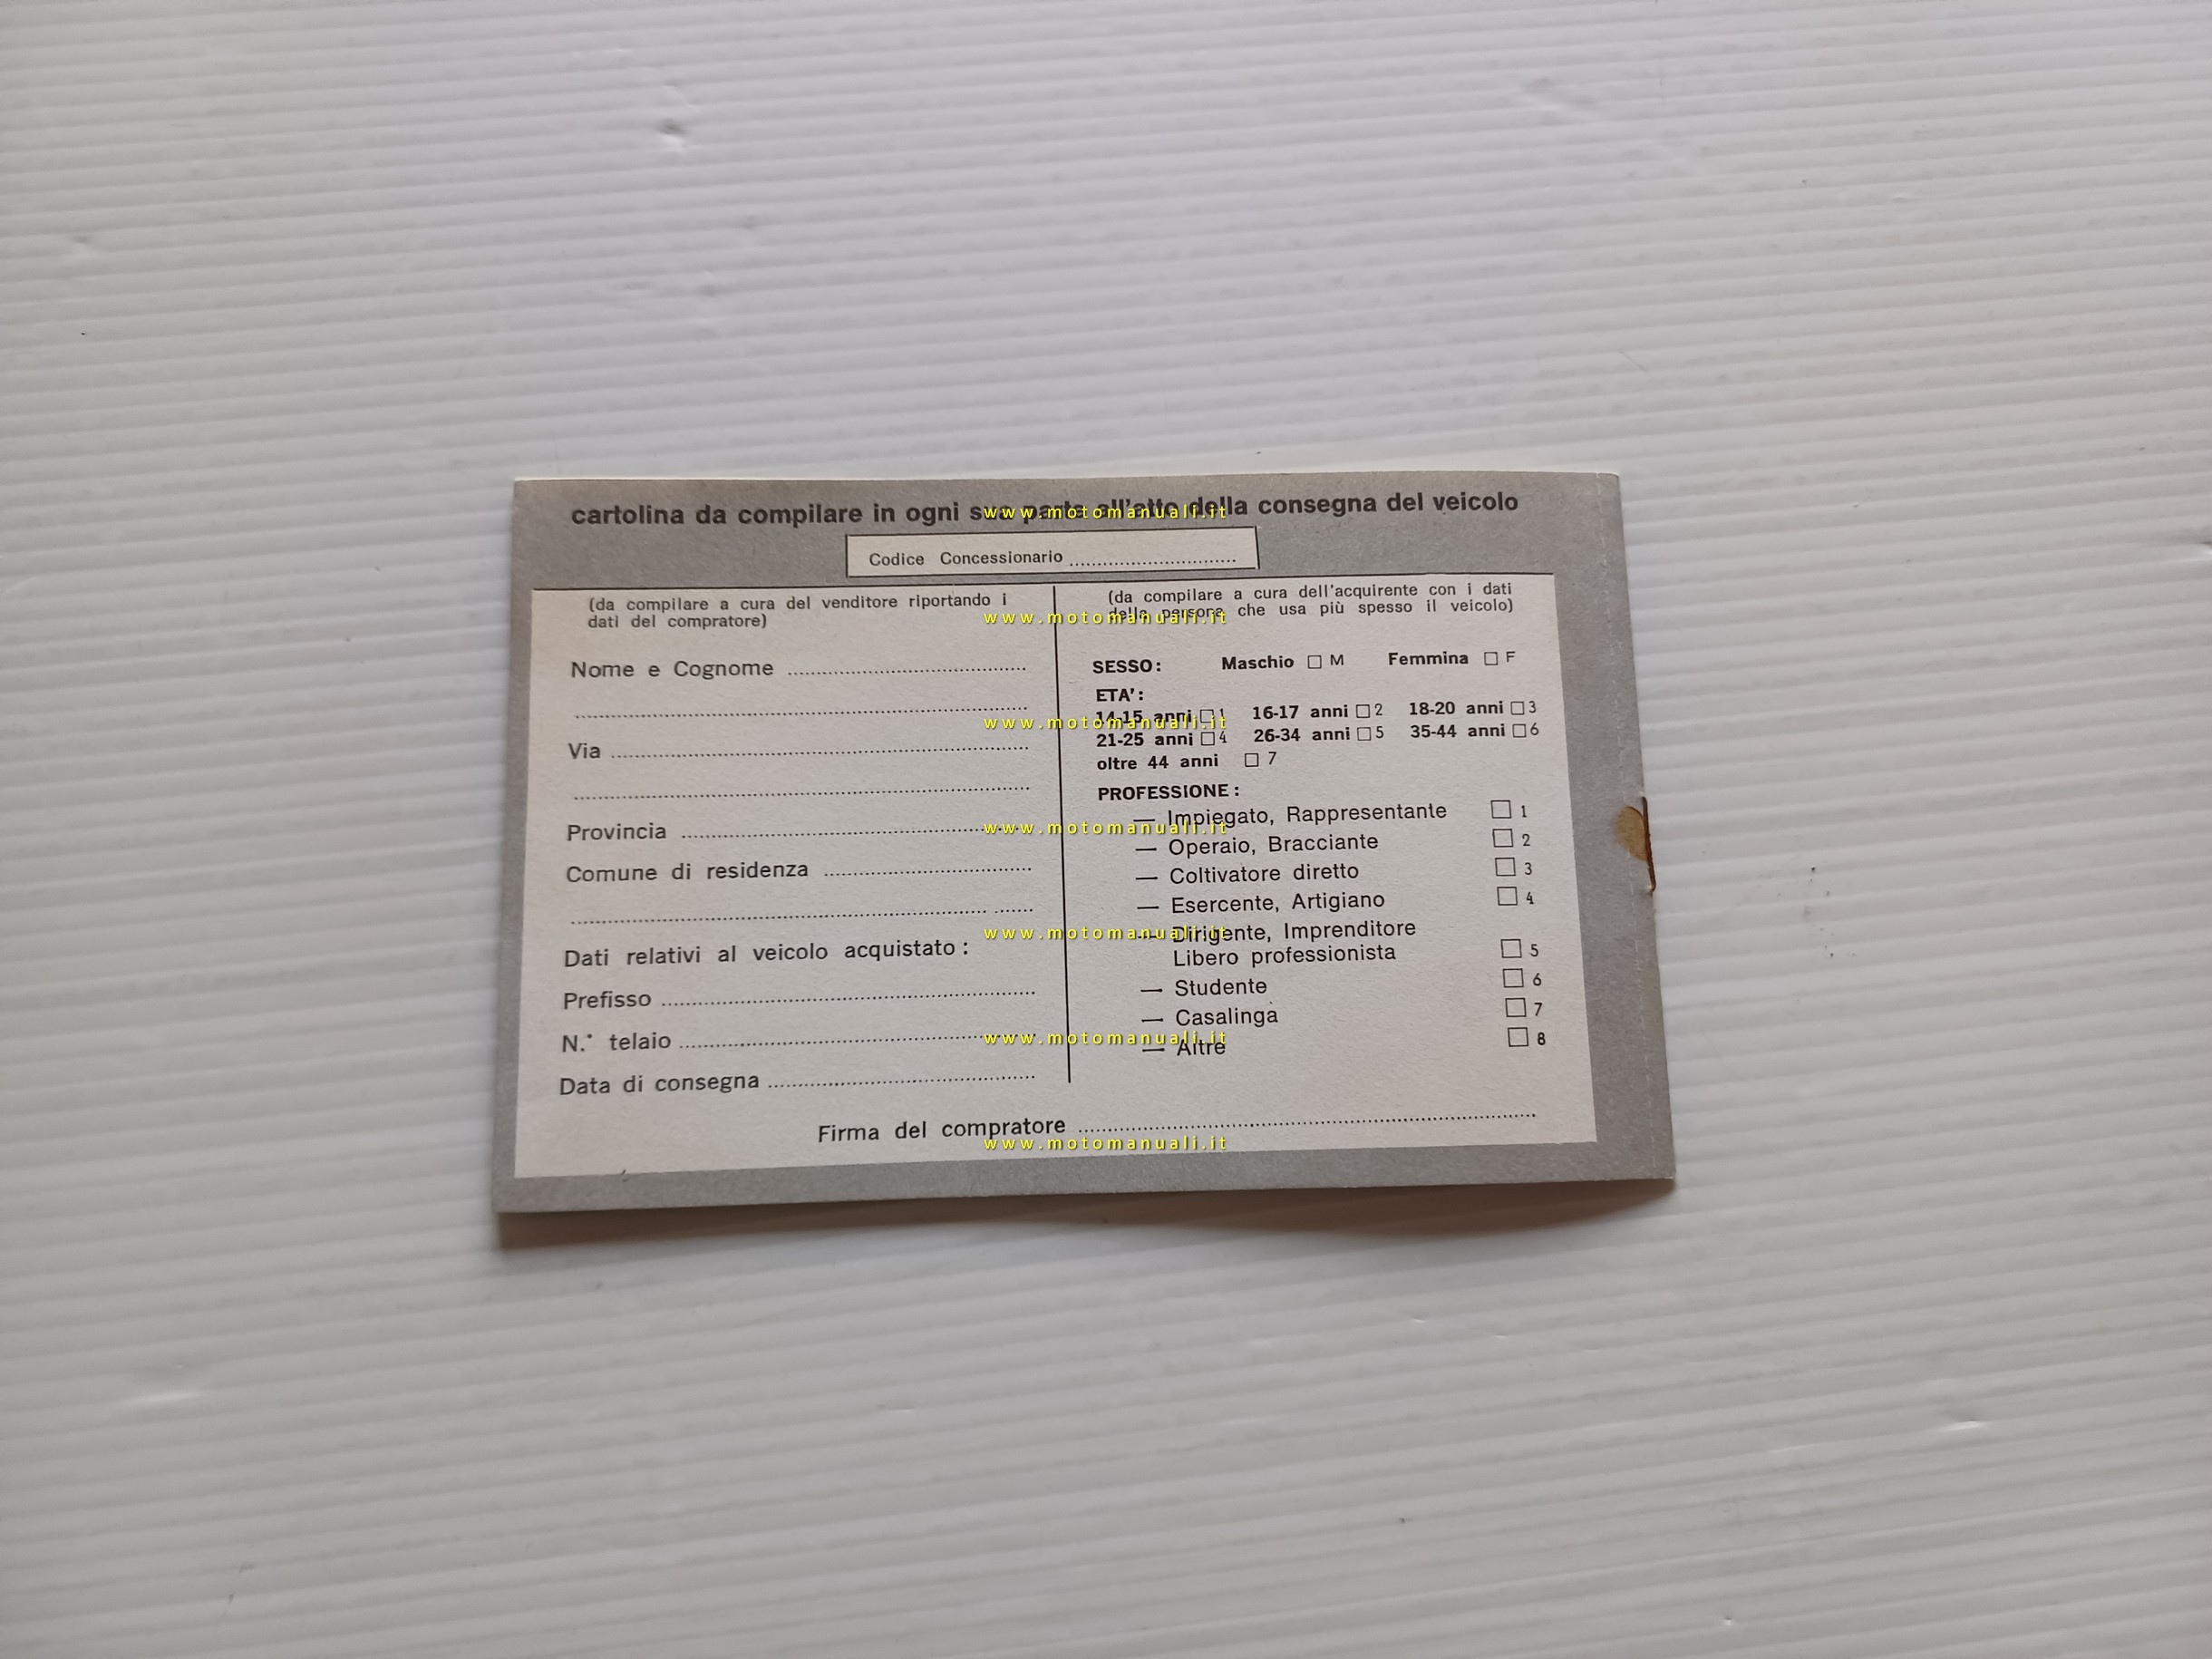 cartolina da compilare in ogni sua parte all'atto della consegna del veicolo
www.motomanuali.it
Codice Concessionario
(da compilare a cura del venditore riportando i
dati del compratore)
Nome e Cognome
Via
Provincia
Comune di residenza
Dati relativi al veicolo acquistato :
Prefisso
N.° telaio
Data di consegna
(da compilare a cura dell'acquirente con i dati
della persona che usa più spesso il veicolo)
www.motomanuali.it
SESSO : Maschio □ M Femmina □ F
ETA' :
14-15 anni □ 1 16-17 anni □ 2 18-20 anni □ 3
www.motomanuali.it
21-25 anni □ 4 26-34 anni □ 5 35-44 anni □ 6
oltre 44 anni □ 7
PROFESSIONE :
— Impiegato, Rappresentante □ 1
www.motomanuali.it
— Operaio, Bracciante □ 2
— Coltivatore diretto □ 3
— Esercente, Artigiano □ 4
— Dirigente, Imprenditore
www.motomanuali.it
Libero professionista □ 5
— Studente □ 6
— Casalinga □ 7
www.motomanuali.it
— Altre □ 8
Firma del compratore
www.motomanuali.it